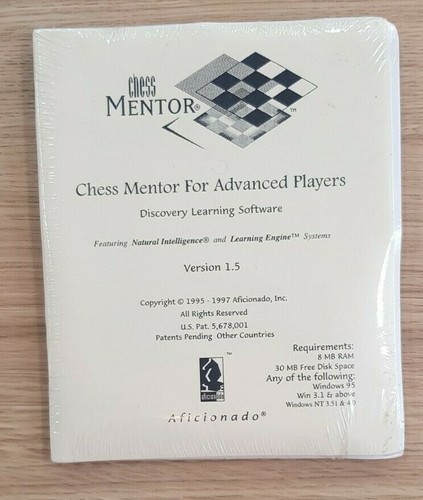 chess
MENTOR®
™
Chess Mentor For Advanced Players
Discovery Learning Software
Featuring Natural Intelligence® and Learning Engine™ Systems
Version 1.5
Copyright © 1995 - 1997 Aficionado, Inc.
All Rights Reserved
U.S. Pat. 5,678,001
Patents Pending Other Countries
Requirements:
8 MB RAM
30 MB Free Disk Space
Any of the following:
Windows 95
Win 3.1 & above
Windows NT 3.51 & 4.0
™
aficionado
Aficionado®